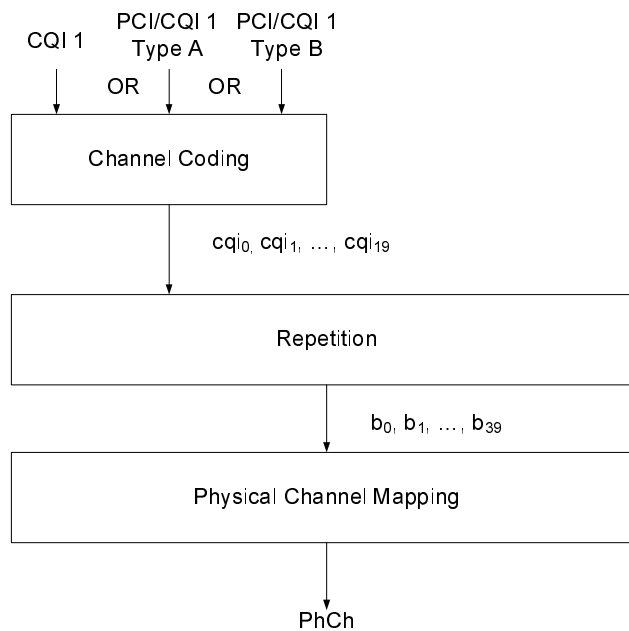 CQI 1
PCI/CQI 1
Type A
PCI/CQI 1
Type B
OR
OR
Channel Coding
cqi0, cqi1, …, cqi19
Repetition
b0, b1, …, b39
Physical Channel Mapping
PhCh